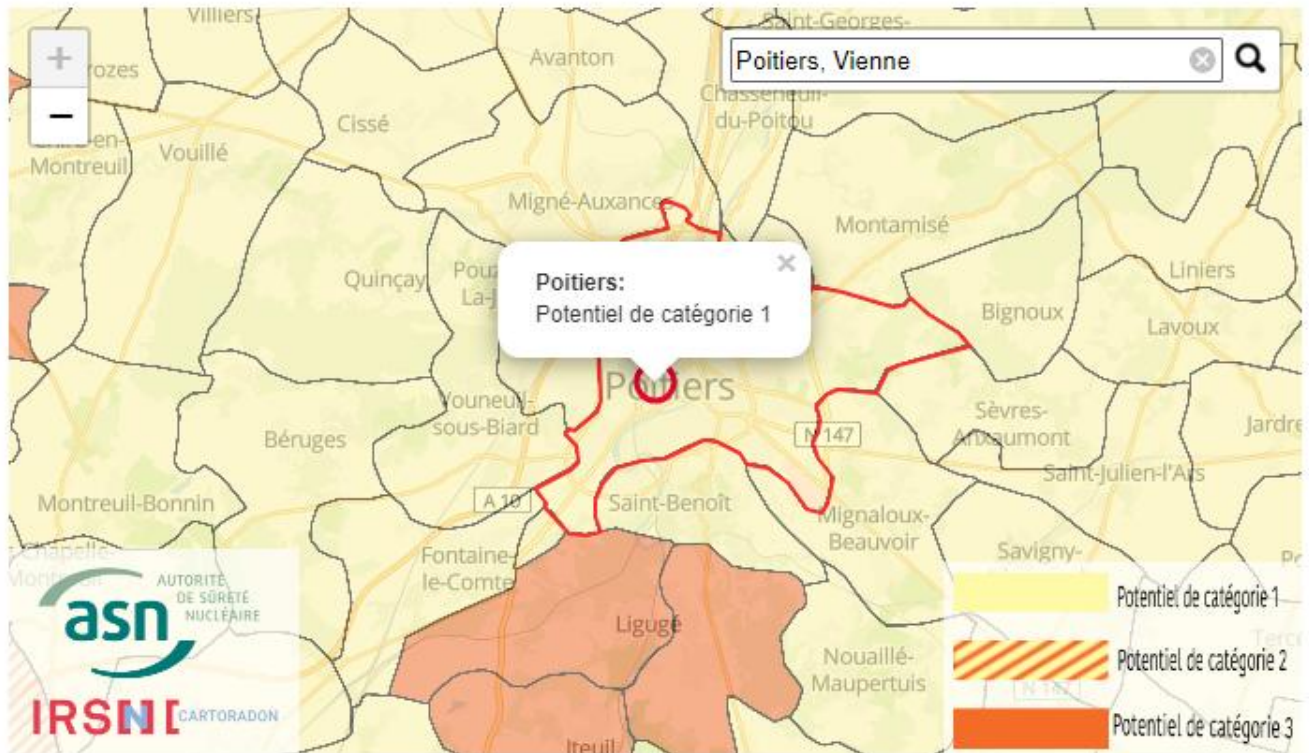 Villiers
Saint-Georges-
Poitiers, Vienne
+
−
Avanton
Chasseneuil-
du-Poitou
Cissé
Vouillé
Montreuil
Migné-Auxances
Montamisé
Quinçay
Poitiers:
Potentiel de catégorie 1
×
Liniers
Bignoux
Lavoux
Poitiers
Vouneuil-
sous-Biard
Béruges
N 147
Sèvres-
Anxaumont
Saint-Julien-l'Ars
Montreuil-Bonnin
A 10
Saint-Benoît
Mignaloux-
Beauvoir
Fontaine-
le-Comte
Savigny-
AUTORITÉ
DE SÛRETÉ
NUCLÉAIRE
asn
Potentiel de catégorie 1
Ligugé
Nouaillé-
Maupertuis
Potentiel de catégorie 2
N 147
IRSN
CARTORADON
Potentiel de catégorie 3
Iteuil